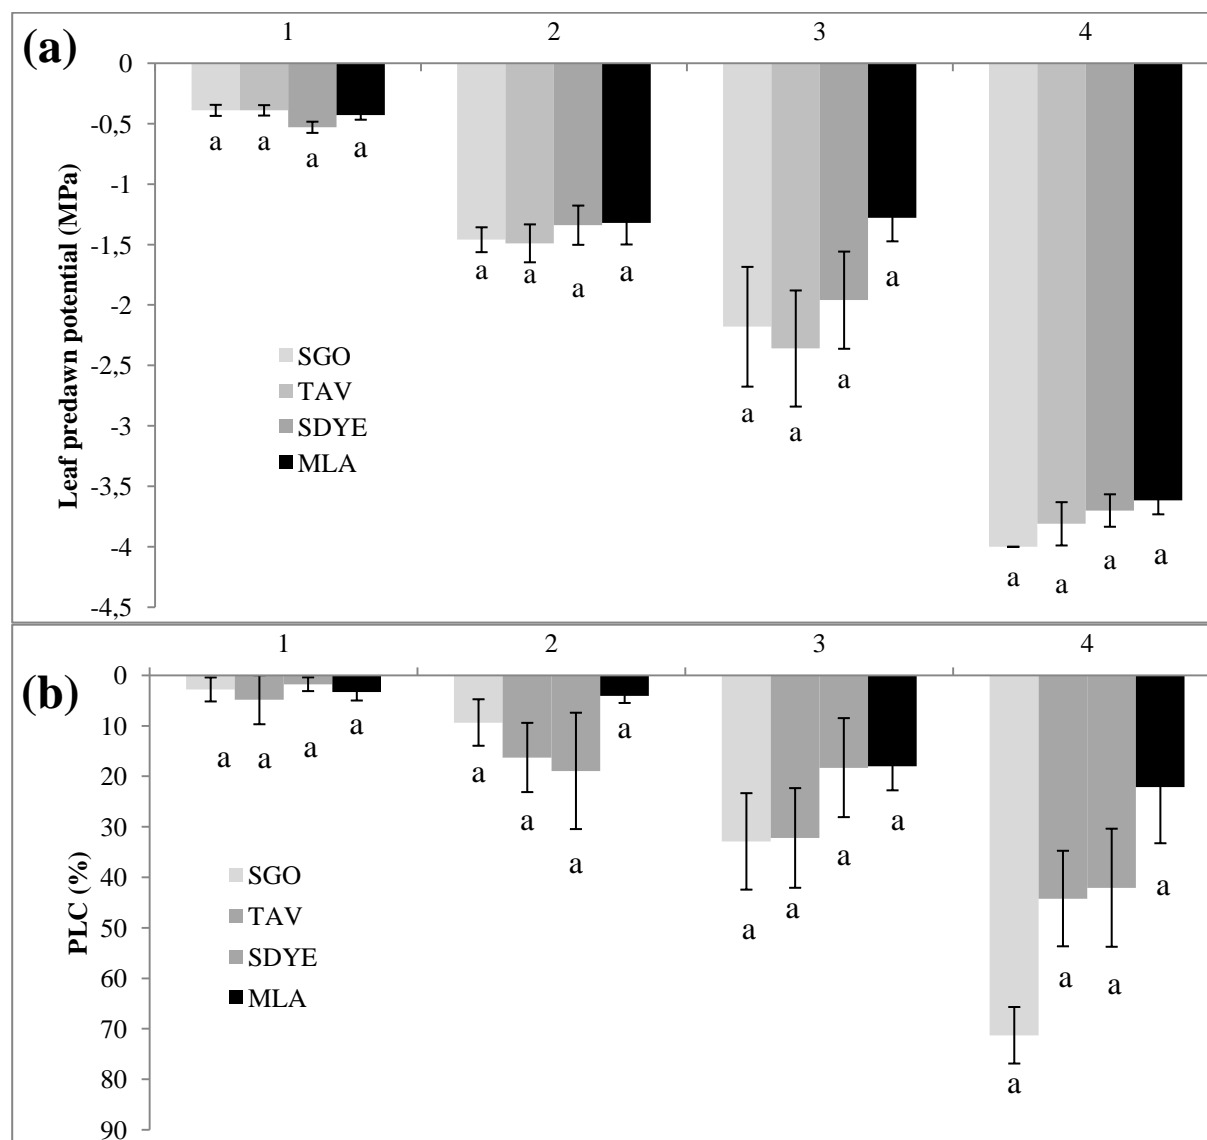 (a)
1 2 3 4
0
-0,5
-1
-1,5
-2
-2,5
-3
-3,5
-4
-4,5
Leaf predawn potential (MPa)
a a a a
a a a a
a a a a
a a a a
SGO
TAV
SDYE
MLA
(b)
1 2 3 4
0
10
20
30
40
50
60
70
80
90
PLC (%)
a a a a
a a a a
a a a a
a a a a
SGO
TAV
SDYE
MLA